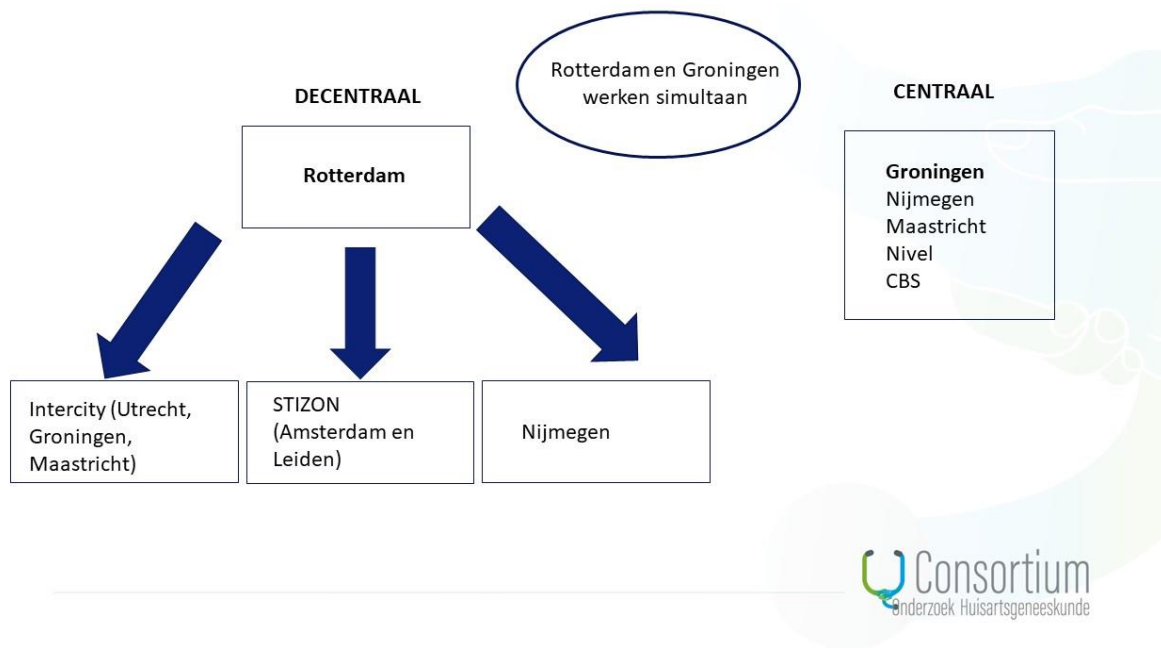 DECENTRAAL
Rotterdam en Groningen
werken simultaan
CENTRAAL
Rotterdam
Groningen
Nijmegen
Maastricht
Nivel
CBS
Intercity (Utrecht,
Groningen,
Maastricht)
STIZON
(Amsterdam en
Leiden)
Nijmegen
Consortium
Onderzoek Huisartsgeneeskunde